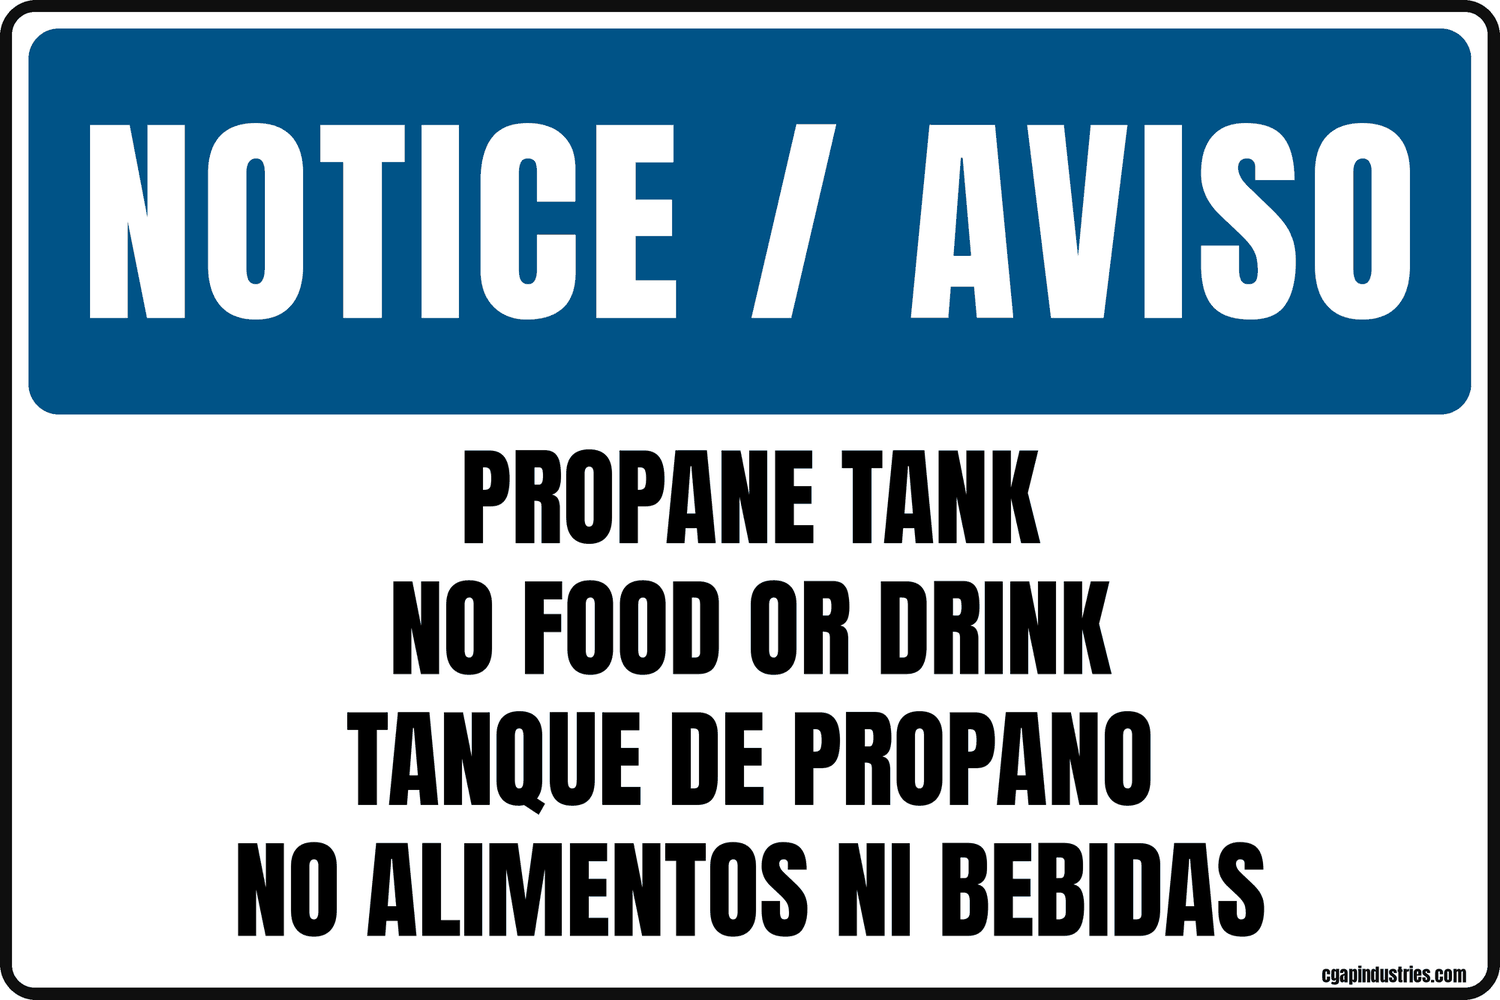 NOTICE / AVISO
PROPANE TANK
NO FOOD OR DRINK
TANQUE DE PROPANO
NO ALIMENTOS NI BEBIDAS
cgapindustries.com